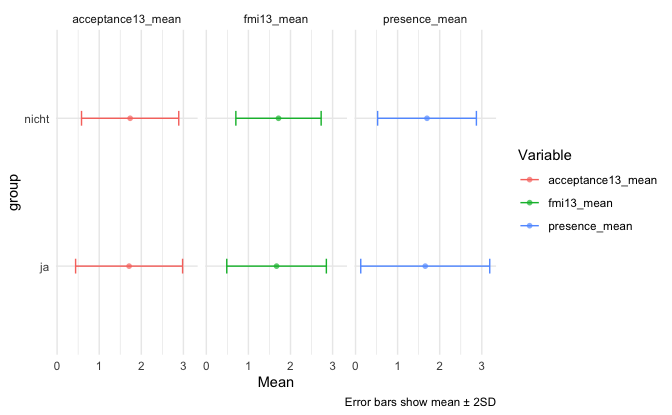 acceptance13_mean fmi13_mean presence_mean
nicht
ja
group
0 1 2 3 0 1 2 3 0 1 2 3
Mean
Error bars show mean ± 2SD
Variable
acceptance13_mean
fmi13_mean
presence_mean